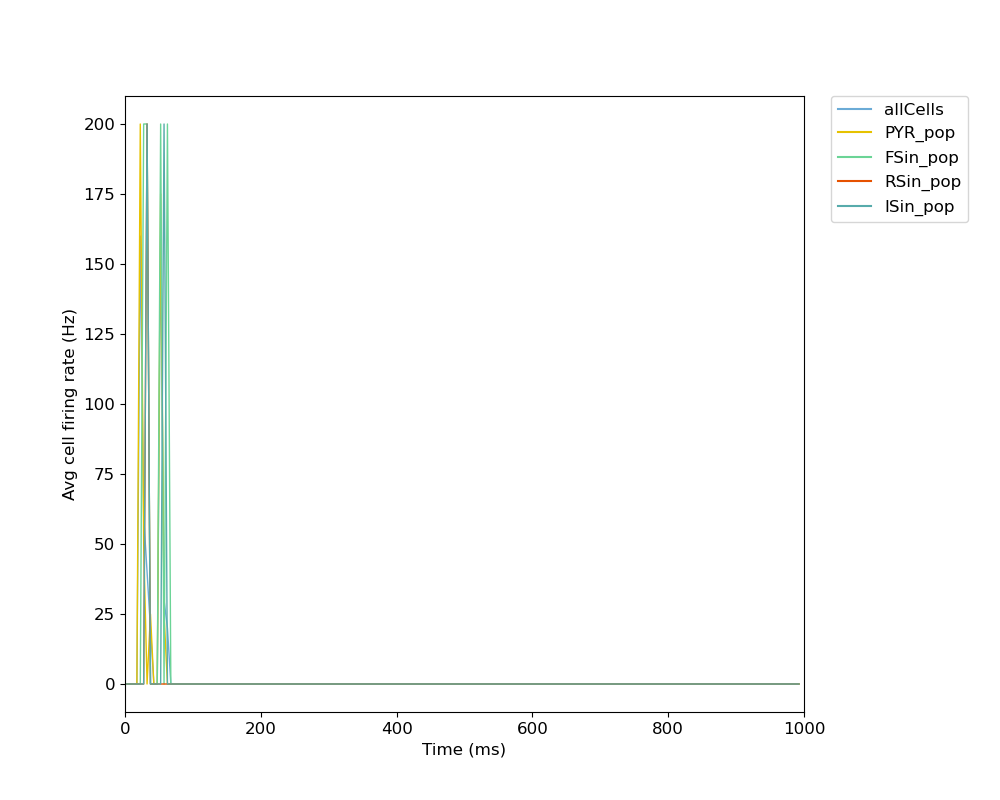 200
175
150
125
100
75
50
25
0
0 200 400 600 800 1000
Time (ms)
Avg cell firing rate (Hz)
allCells
PYR_pop
FSin_pop
RSin_pop
ISin_pop